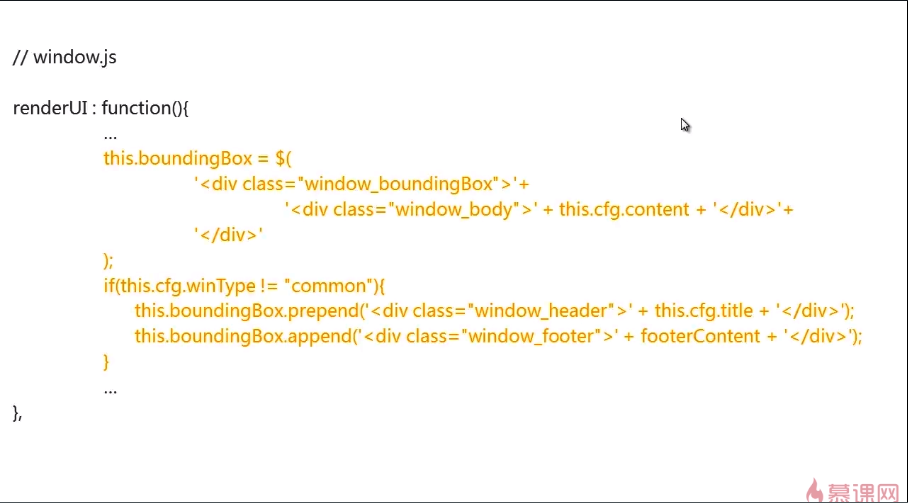 // window.js
renderUI : function(){
...
this.boundingBox = $(
'<div class="window_boundingBox">'+
'<div class="window_body">' + this.cfg.content + '</div>'+
'</div>'
);
if(this.cfg.winType != "common"){
this.boundingBox.prepend('<div class="window_header">' + this.cfg.title + '</div>');
this.boundingBox.append('<div class="window_footer">' + footerContent + '</div>');
}
...
},
慕课网